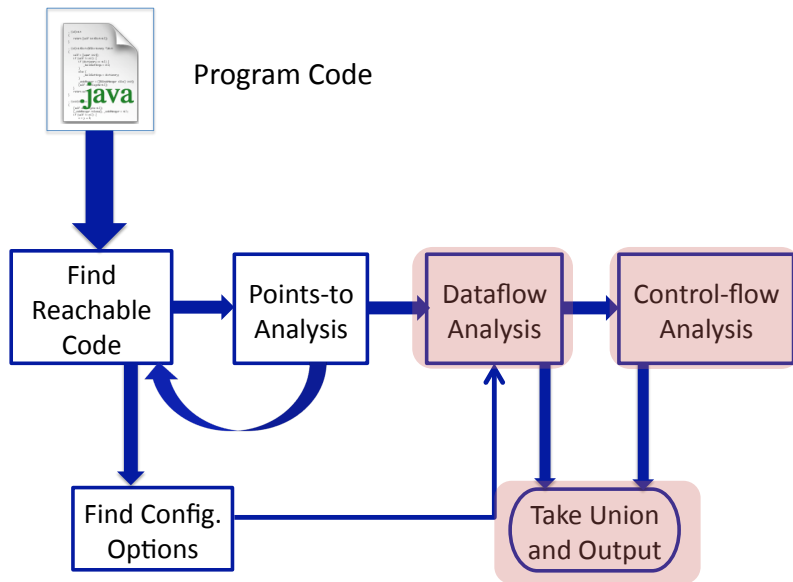 .java
Program Code
Find
Reachable
Code
Points-to
Analysis
Dataflow
Analysis
Control-flow
Analysis
Find Config.
Options
Take Union
and Output